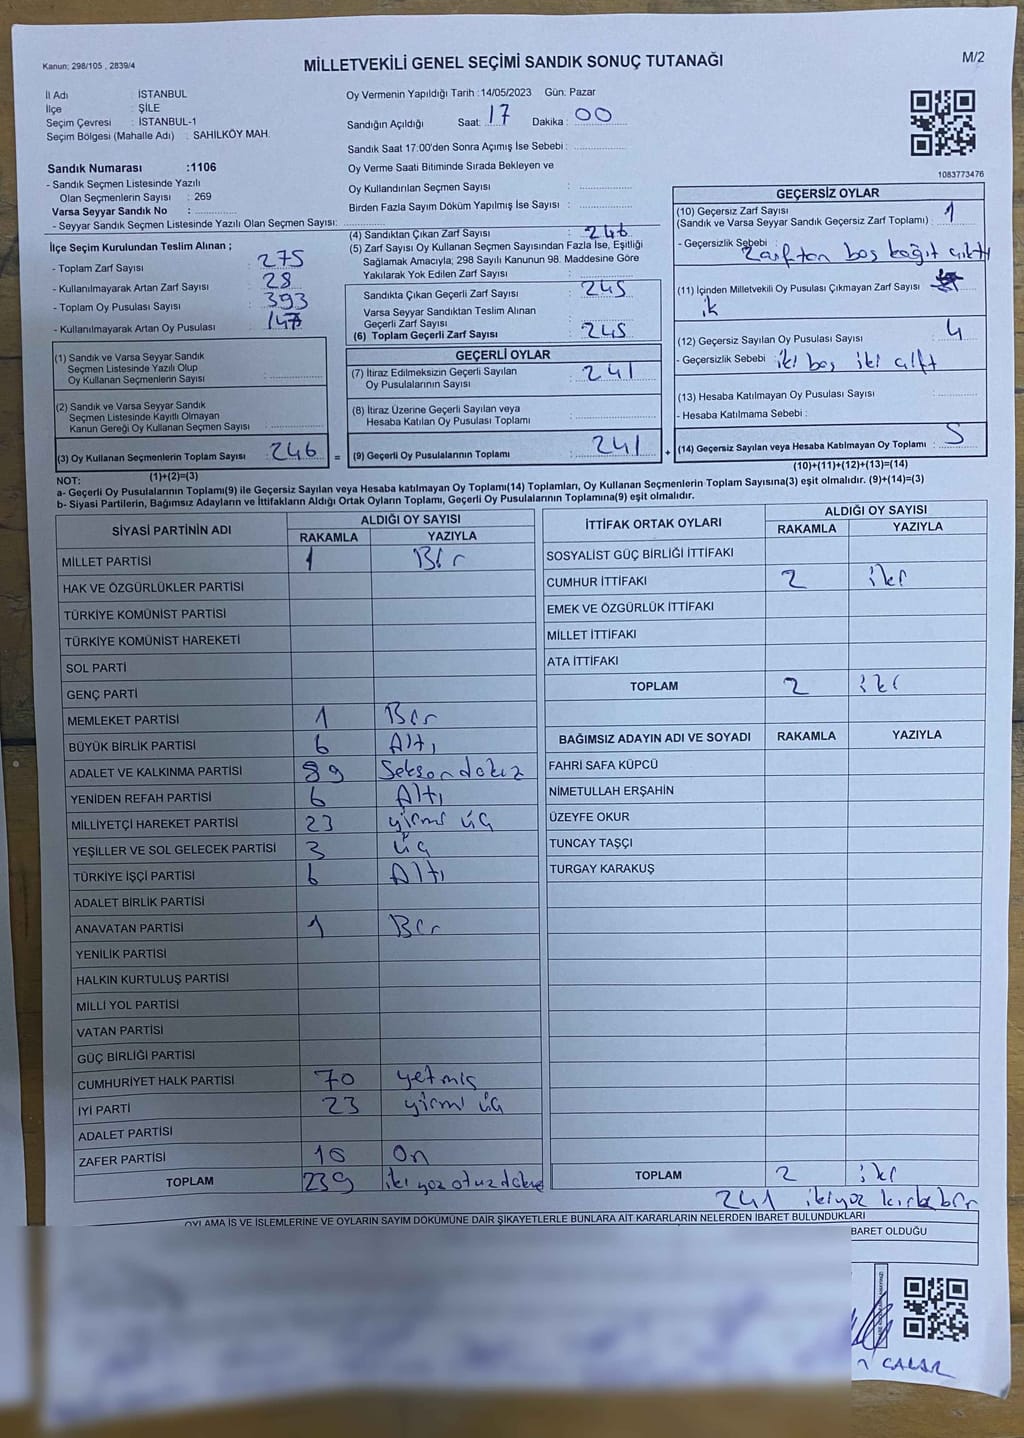 Kanun: 298/105 , 2839/4
MİLLETVEKİLİ GENEL SEÇİMİ SANDIK SONUÇ TUTANAĞI
M/2
İl Adı : İSTANBUL
İlçe : ŞİLE
Seçim Çevresi : İSTANBUL-1
Seçim Bölgesi (Mahalle Adı) : SAHİLKÖY MAH.
Sandık Numarası :1106
- Sandık Seçmen Listesinde Yazılı
Olan Seçmenlerin Sayısı : 269
Varsa Seyyar Sandık No :
- Seyyar Sandık Seçmen Listesinde Yazılı Olan Seçmen Sayısı:
İlçe Seçim Kurulundan Teslim Alınan ;
- Toplam Zarf Sayısı : 275
- Kullanılmayarak Artan Zarf Sayısı : 28
- Toplam Oy Pusulası Sayısı : 393
- Kullanılmayarak Artan Oy Pusulası : 147
(1) Sandık ve Varsa Seyyar Sandık
Seçmen Listesinde Yazılı Olup
Oy Kullanan Seçmenlerin Sayısı :
(2) Sandık ve Varsa Seyyar Sandık
Seçmen Listesinde Kayıtlı Olmayan
Kanun Gereği Oy Kullanan Seçmen Sayısı :
(3) Oy Kullanan Seçmenlerin Toplam Sayısı : 246
(1)+(2)=(3)
Oy Vermenin Yapıldığı Tarih :14/05/2023 Gün: Pazar
Sandığın Açıldığı Saat: 17 Dakika : 00
Sandık Saat 17:00'den Sonra Açımış İse Sebebi :
Oy Verme Saati Bitiminde Sırada Bekleyen ve
Oy Kullandırılan Seçmen Sayısı :
Birden Fazla Sayım Döküm Yapılmış İse Sayısı :
(4) Sandıktan Çıkan Zarf Sayısı : 246
(5) Zarf Sayısı Oy Kullanan Seçmen Sayısından Fazla İse, Eşitliği
Sağlamak Amacıyla, 298 Sayılı Kanunun 98. Maddesine Göre
Yakılarak Yok Edilen Zarf Sayısı :
Sandıkta Çıkan Geçerli Zarf Sayısı : 245
Varsa Seyyar Sandıktan Teslim Alınan
Geçerli Zarf Sayısı :
(6) Toplam Geçerli Zarf Sayısı : 245
GEÇERLİ OYLAR
(7) İtiraz Edilmeksizin Geçerli Sayılan
Oy Pusulalarının Sayısı : 241
(8) İtiraz Üzerine Geçerli Sayılan veya
Hesaba Katılan Oy Pusulası Toplamı :
= (9) Geçerli Oy Pusulalarının Toplamı : 241
1083773476
GEÇERSİZ OYLAR
(10) Geçersiz Zarf Sayısı
(Sandık ve Varsa Seyyar Sandık Geçersiz Zarf Toplamı) : 1
- Geçersizlik Sebebi : Zarftan boş kağıt çıktı
(11) İçinden Milletvekili Oy Pusulası Çıkmayan Zarf Sayısı :
(12) Geçersiz Sayılan Oy Pusulası Sayısı : 4
- Geçersizlik Sebebi : iki boş iki çift
(13) Hesaba Katılmayan Oy Pusulası Sayısı :
- Hesaba Katılmama Sebebi :
+ (14) Geçersiz Sayılan veya Hesaba Katılmayan Oy Toplamı : 5
(10)+(11)+(12)+(13)=(14)
NOT:
a- Geçerli Oy Pusulalarının Toplamı(9) ile Geçersiz Sayılan veya Hesaba katılmayan Oy Toplamı(14) Toplamları, Oy Kullanan Seçmenlerin Toplam Sayısına(3) eşit olmalıdır. (9)+(14)=(3)
b- Siyasi Partilerin, Bağımsız Adayların ve İttifakların Aldığı Ortak Oyların Toplamı, Geçerli Oy Pusulalarının Toplamına(9) eşit olmalıdır.
SİYASİ PARTİNİN ADI ALDIĞI OY SAYISI
RAKAMLA YAZIYLA
MİLLET PARTİSİ 1 Bir
HAK VE ÖZGÜRLÜKLER PARTİSİ
TÜRKİYE KOMÜNİST PARTİSİ
TÜRKİYE KOMÜNİST HAREKETİ
SOL PARTİ
GENÇ PARTİ
MEMLEKET PARTİSİ 1 Bir
BÜYÜK BİRLİK PARTİSİ 6 Altı
ADALET VE KALKINMA PARTİSİ 89 Seksen dokuz
YENİDEN REFAH PARTİSİ 6 Altı
MİLLİYETÇİ HAREKET PARTİSİ 23 yirmi üç
YEŞİLLER VE SOL GELECEK PARTİSİ 3 üç
TÜRKİYE İŞÇİ PARTİSİ 6 Altı
ADALET BİRLİK PARTİSİ
ANAVATAN PARTİSİ 1 Bir
YENİLİK PARTİSİ
HALKIN KURTULUŞ PARTİSİ
MİLLİ YOL PARTİSİ
VATAN PARTİSİ
GÜÇ BİRLİĞİ PARTİSİ
CUMHURİYET HALK PARTİSİ 70 yetmiş
İYİ PARTİ 23 yirmi üç
ADALET PARTİSİ
ZAFER PARTİSİ 10 On
TOPLAM 239 iki yüz otuz dokuz
İTTİFAK ORTAK OYLARI ALDIĞI OY SAYISI
RAKAMLA YAZIYLA
SOSYALİST GÜÇ BİRLİĞİ İTTİFAKI
CUMHUR İTTİFAKI 2 iki
EMEK VE ÖZGÜRLÜK İTTİFAKI
MİLLET İTTİFAKI
ATA İTTİFAKI
TOPLAM 2 iki
BAĞIMSIZ ADAYIN ADI VE SOYADI RAKAMLA YAZIYLA
FAHRİ SAFA KÜPCÜ
NİMETULLAH ERŞAHİN
ÜZEYFE OKUR
TUNCAY TAŞÇI
TURGAY KARAKUŞ
TOPLAM 2 iki
241 ikiyüz kırk bir
OYLAMA İŞ VE İŞLEMLERİNE VE OYLARIN SAYIM DÖKÜMÜNE DAİR ŞİKAYETLERLE BUNLARA AİT KARARLARIN NELERDEN İBARET BULUNDUKLARI
BARET OLDUĞU